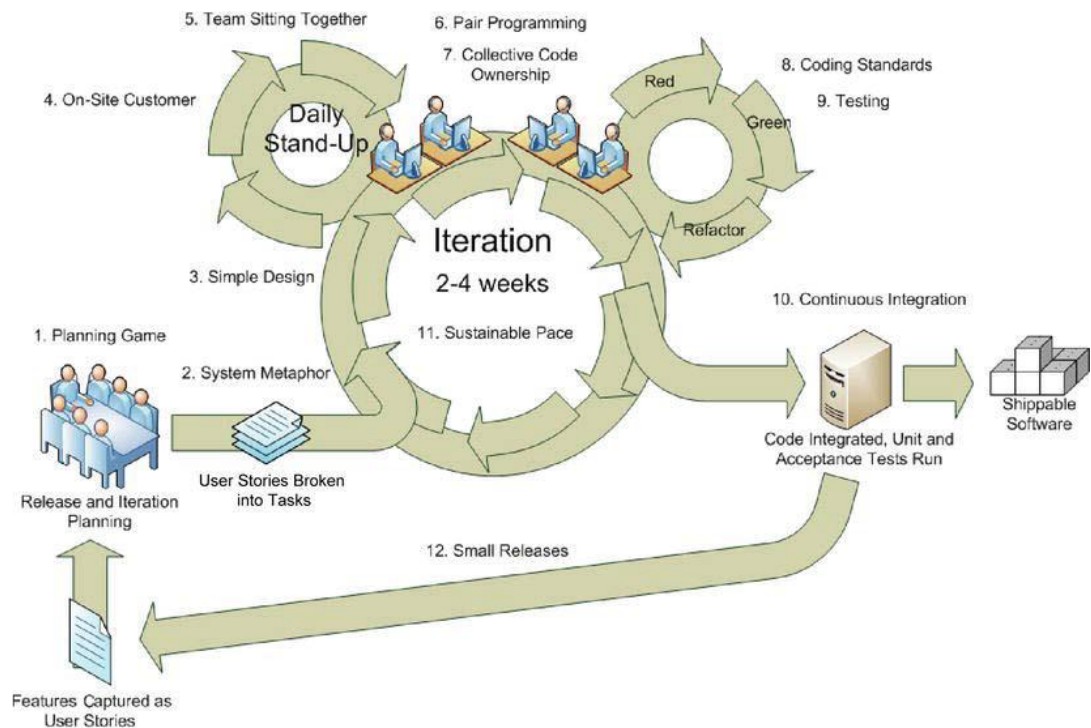 5. Team Sitting Together
6. Pair Programming
7. Collective Code
Ownership
4. On-Site Customer
Daily
Stand-Up
Red
Green
Refactor
8. Coding Standards
9. Testing
Iteration
2-4 weeks
3. Simple Design
11. Sustainable Pace
10. Continuous Integration
1. Planning Game
2. System Metaphor
Release and Iteration
Planning
User Stories Broken
into Tasks
Code Integrated, Unit and
Acceptance Tests Run
Shippable
Software
12. Small Releases
Features Captured as
User Stories